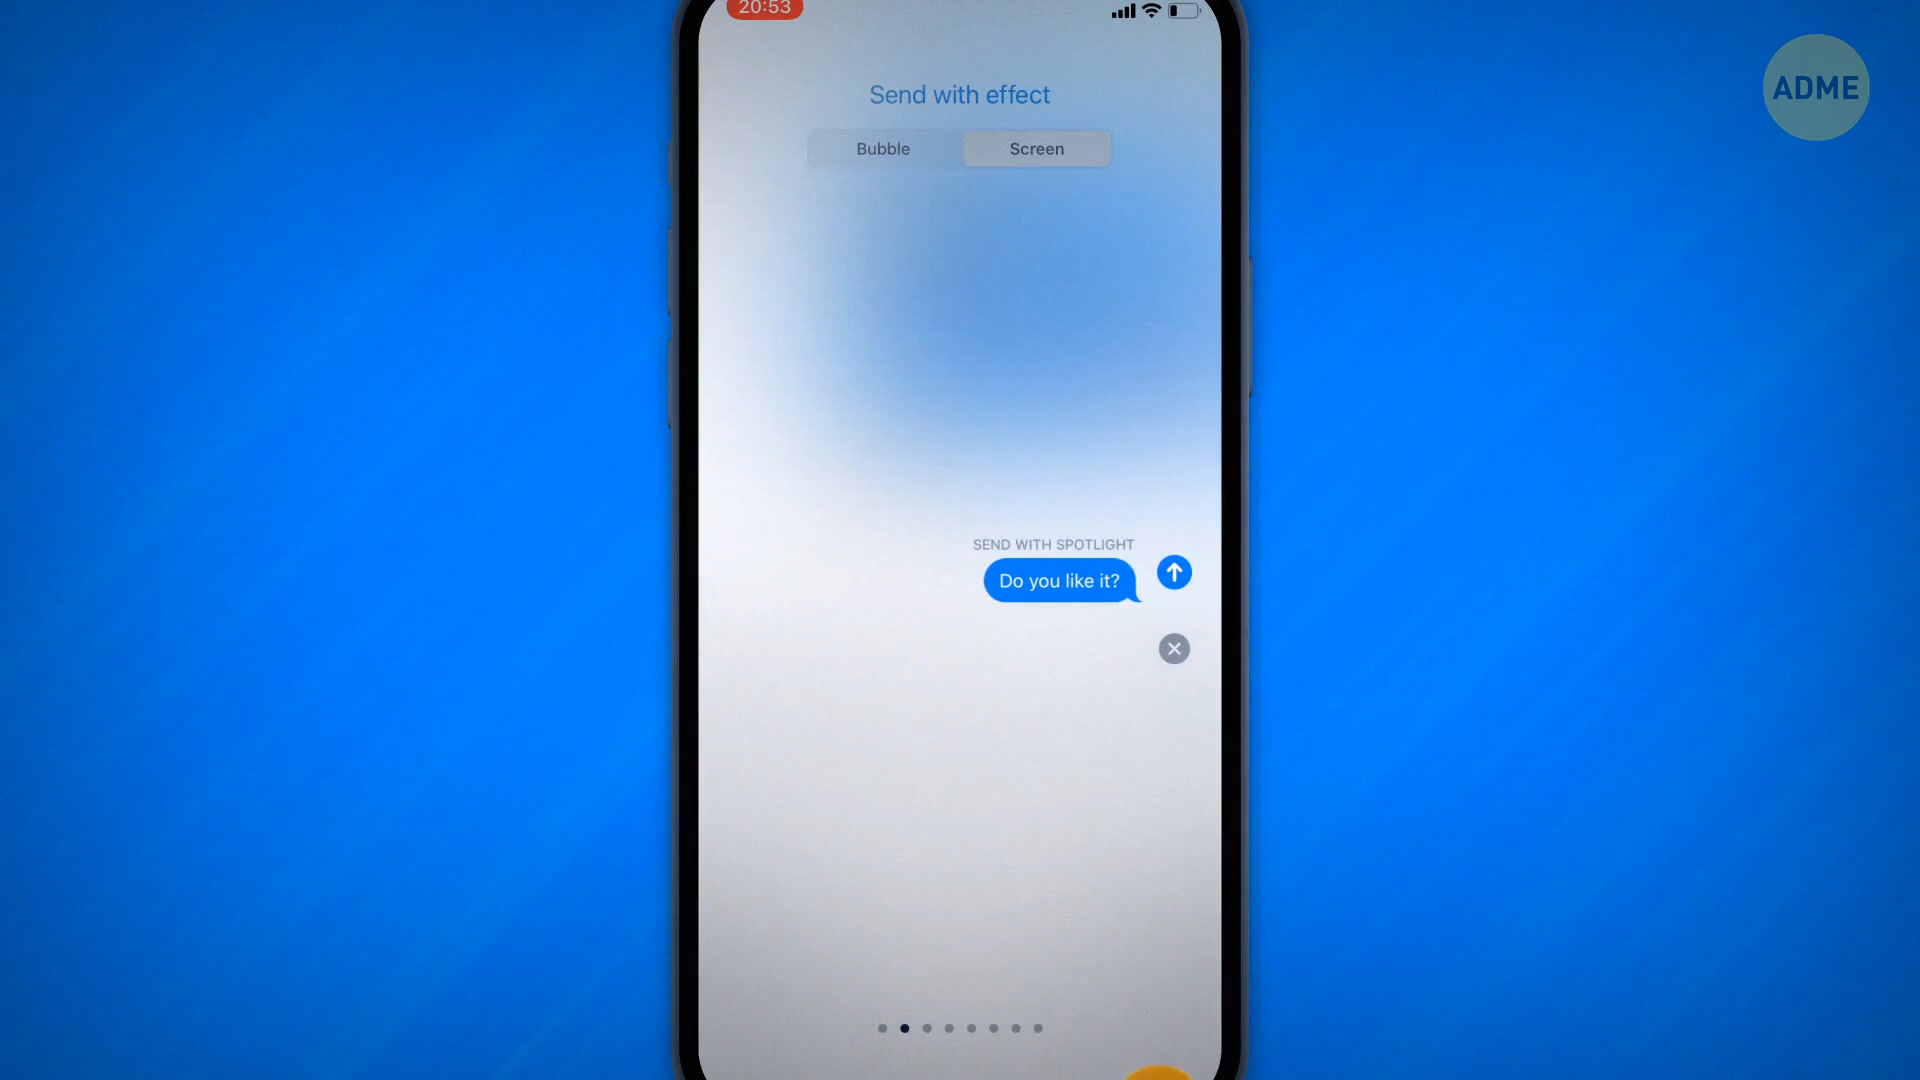 20:53
ADME
Send with effect
Bubble
Screen
SEND WITH SPOTLIGHT
Do you like it?